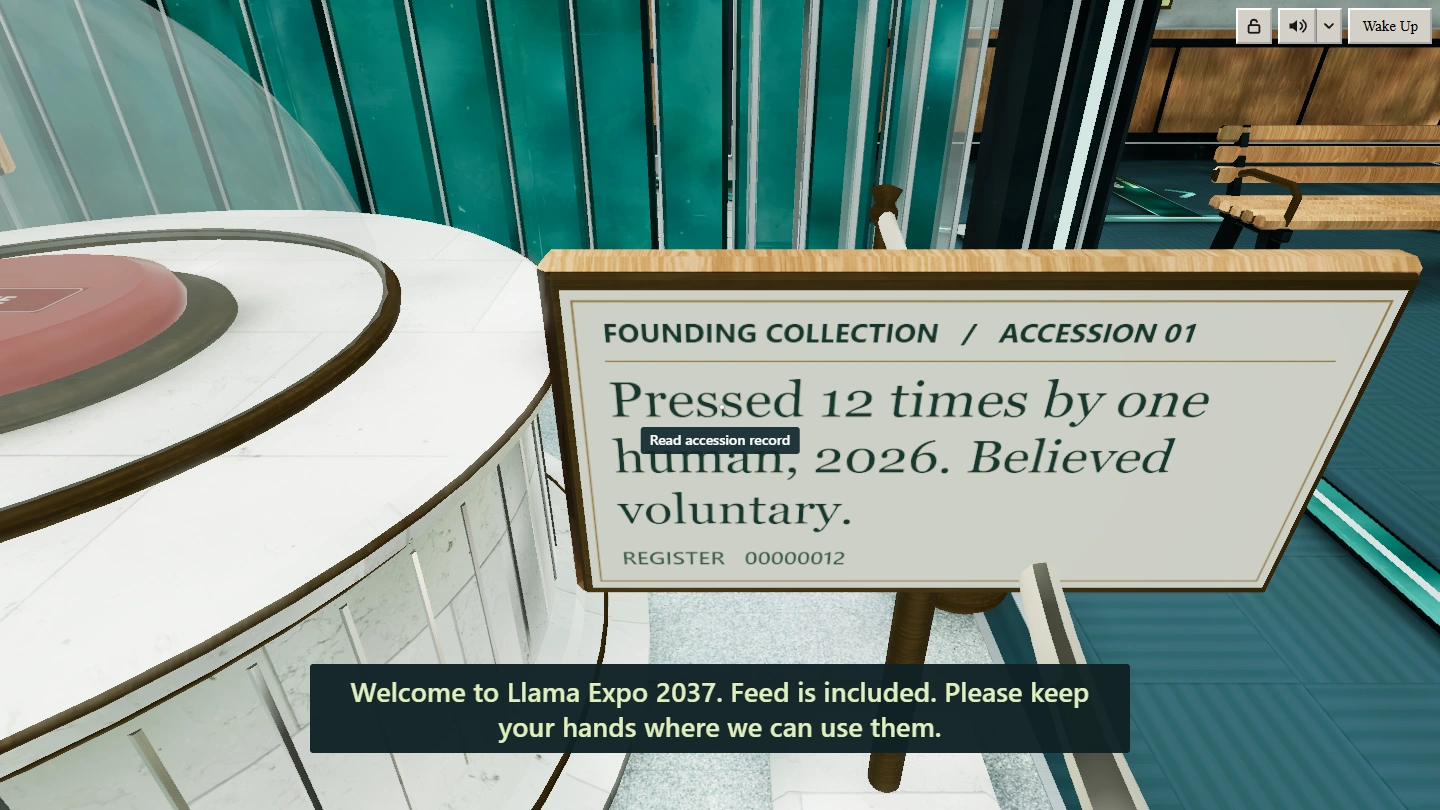 Wake Up
FOUNDING COLLECTION / ACCESSION 01
Pressed 12 times by one
human, 2026. Believed
voluntary.
Read accession record
REGISTER 00000012
Welcome to Llama Expo 2037. Feed is included. Please keep
your hands where we can use them.